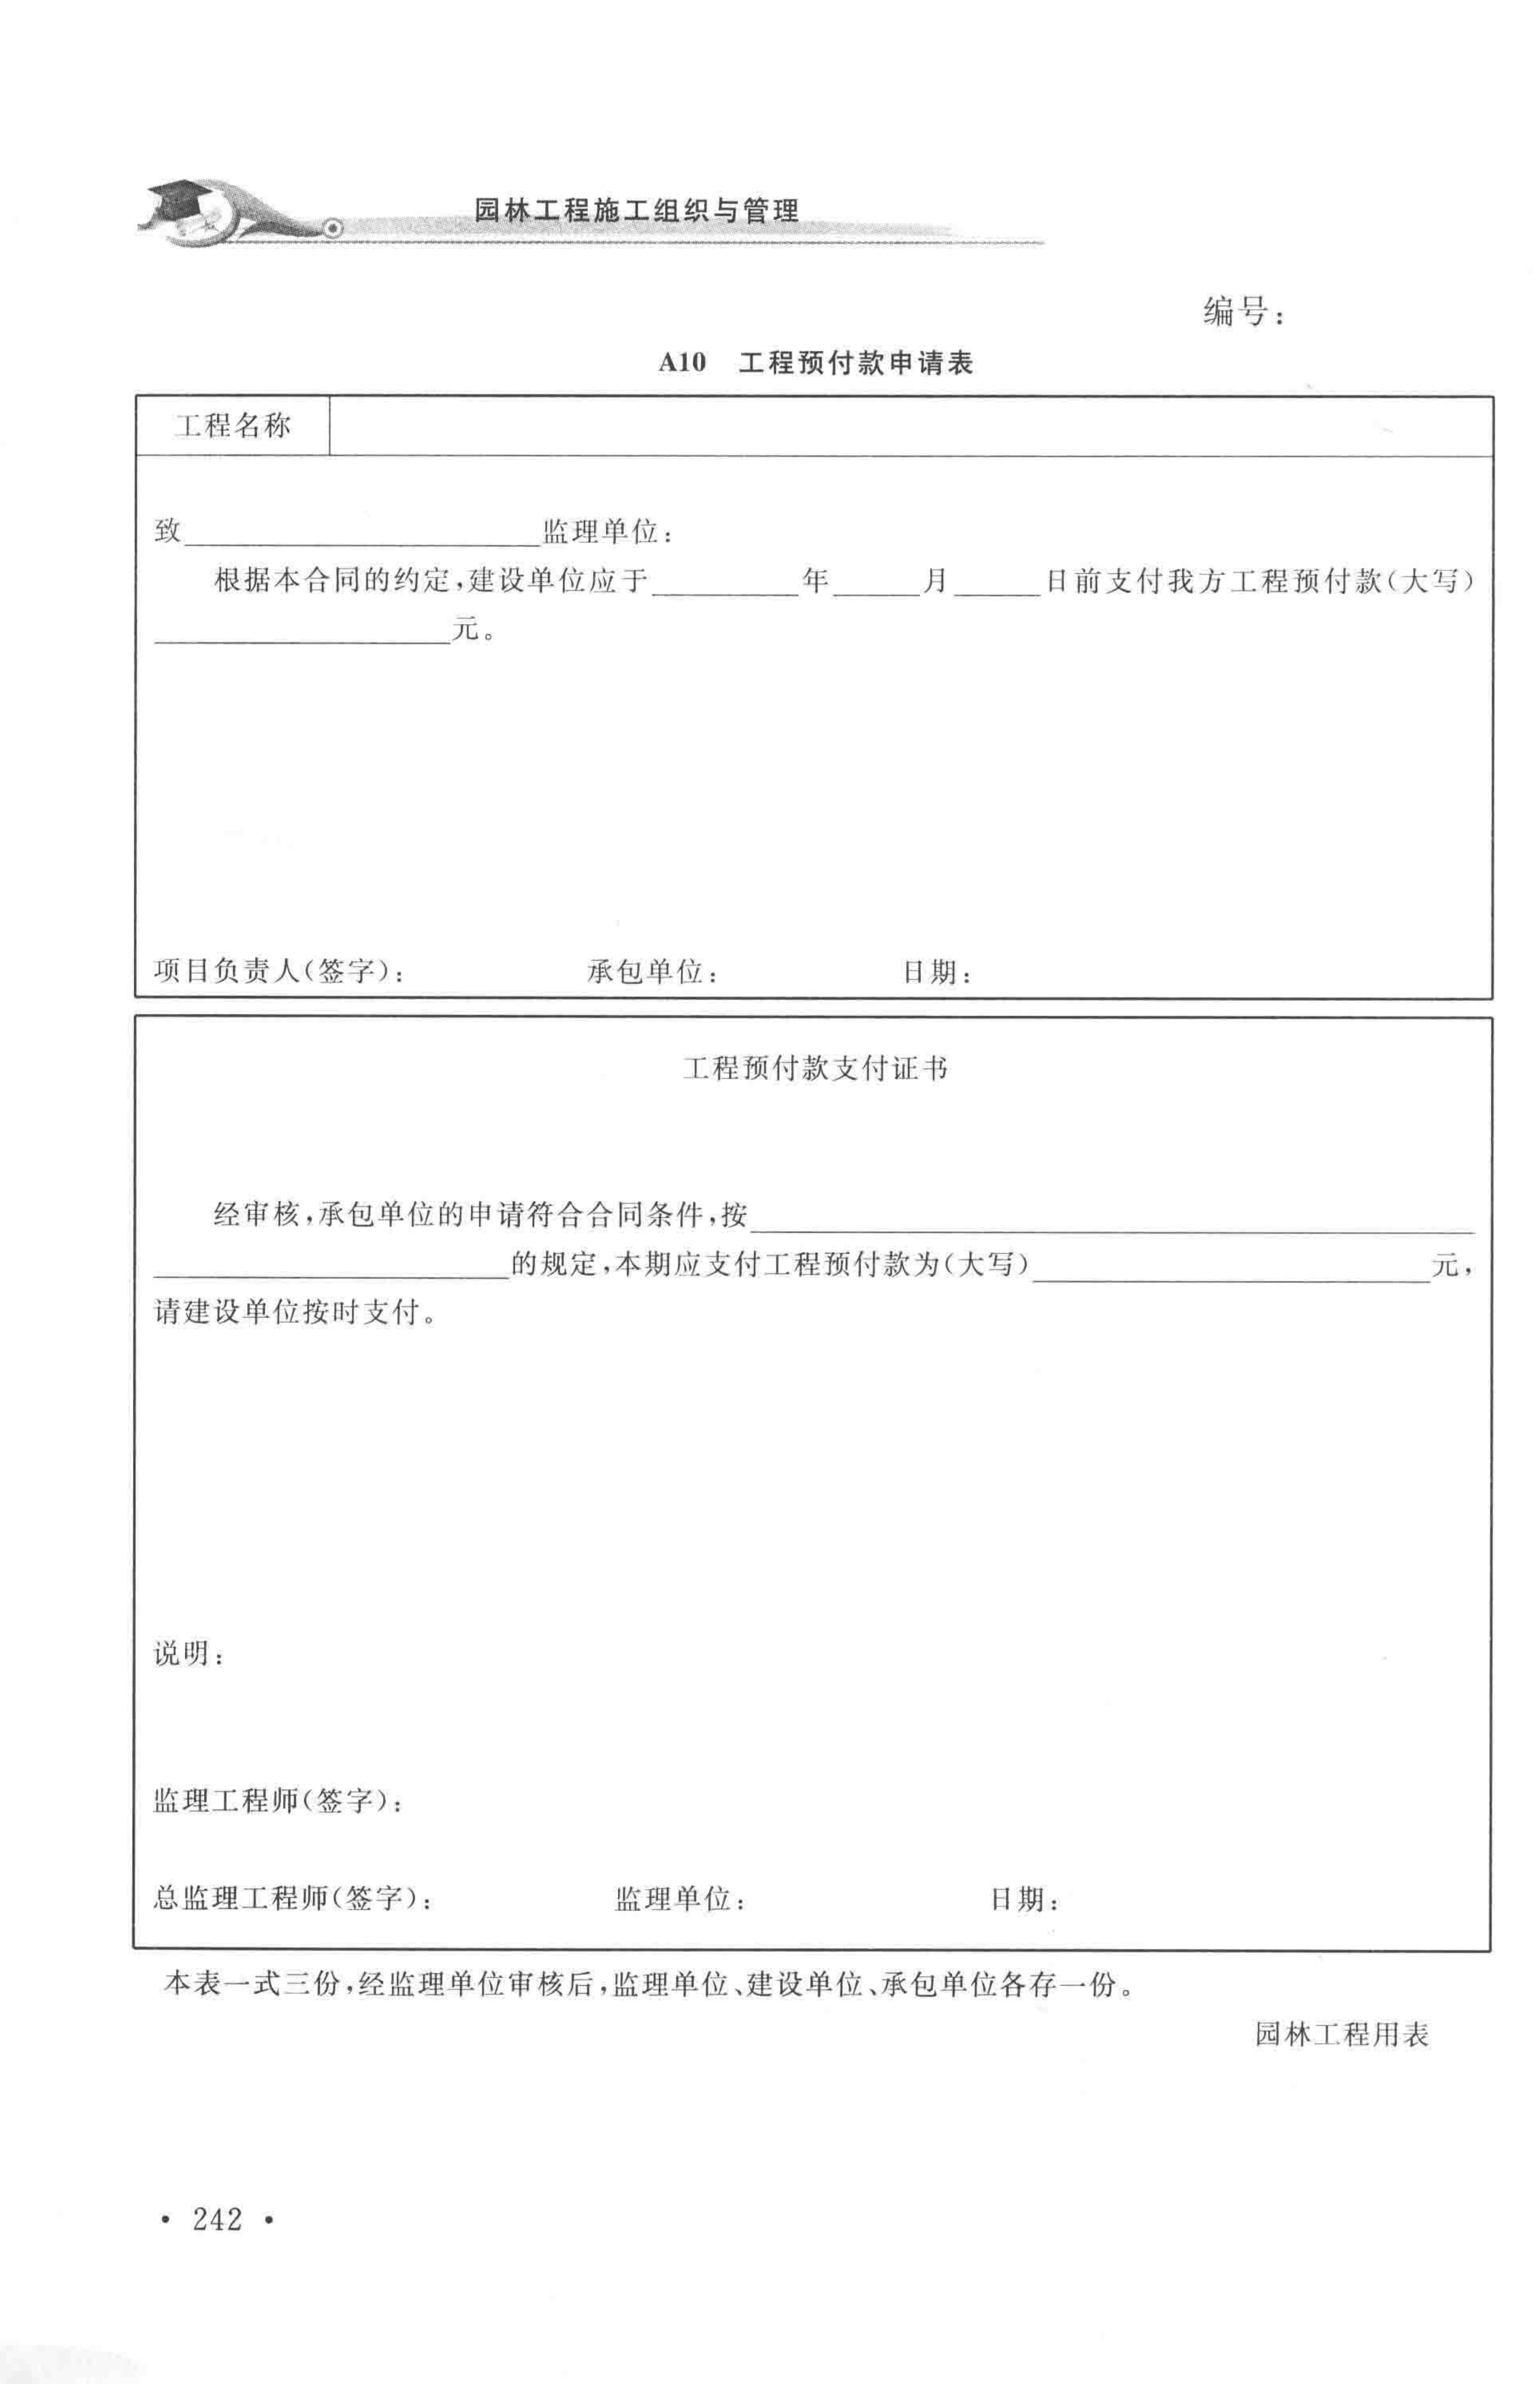 园林工程施工组织与管理
编号：
A10 工程预付款申请表
工程名称
致____________监理单位：
根据本合同的约定，建设单位应于_____年___月___日前支付我方工程预付款(大写)
__________元。
项目负责人(签字)： 承包单位： 日期：
工程预付款支付证书
经审核，承包单位的申请符合合同条件，按________________________
____________的规定，本期应支付工程预付款为(大写)_____________元，
请建设单位按时支付。
说明：
监理工程师(签字)：
总监理工程师(签字)： 监理单位： 日期：
本表一式三份，经监理单位审核后，监理单位、建设单位、承包单位各存一份。
园林工程用表
• 242 •